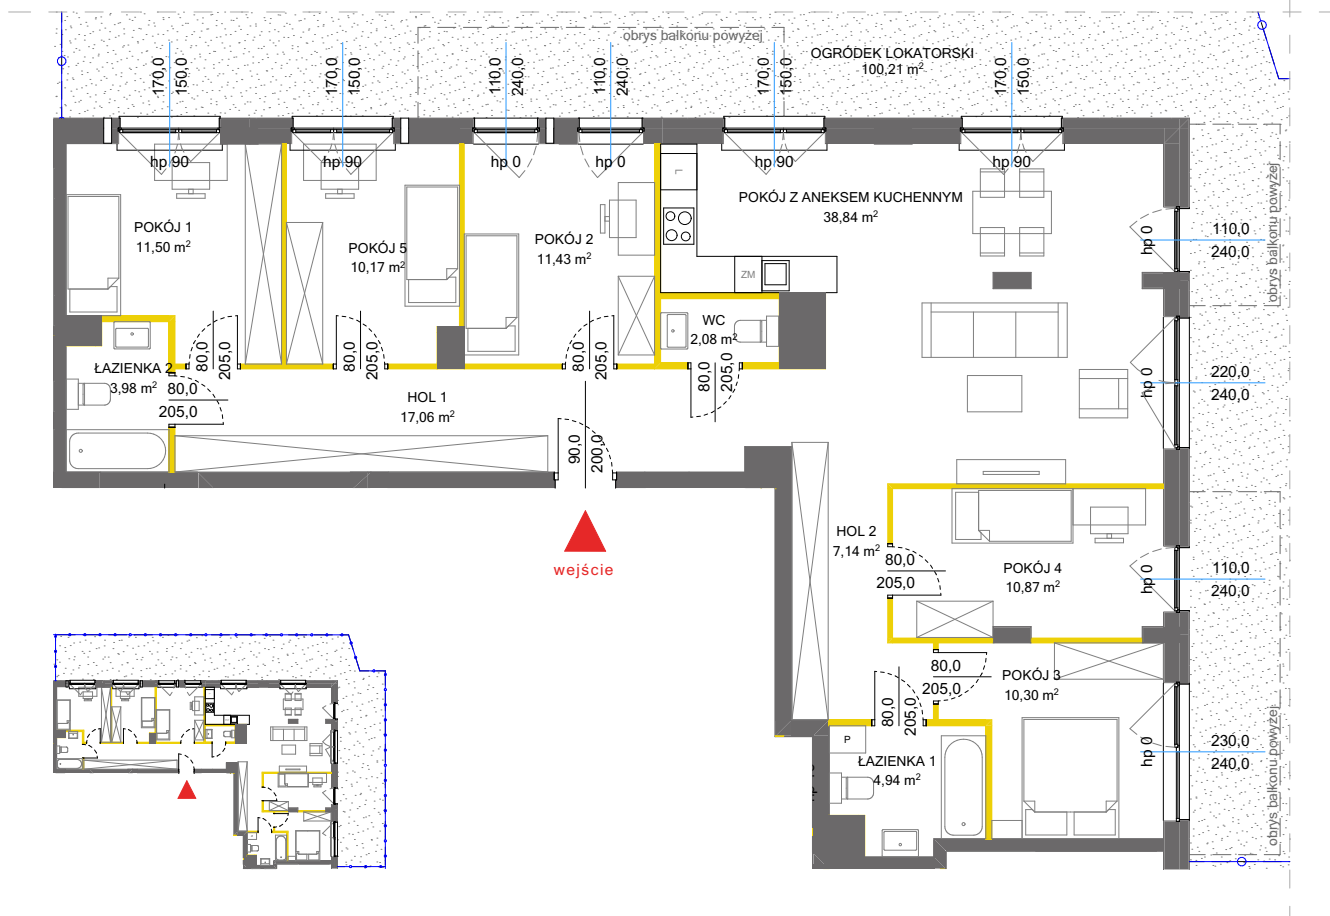 obrys balkonu powyżej
OGRÓDEK LOKATORSKI
100,21 m²
170,0
150,0
170,0
150,0
110,0
240,0
110,0
240,0
170,0
150,0
170,0
150,0
hp 90
hp 90
hp 0
hp 0
hp 90
hp 90
obrys balkonu powyżej
POKÓJ 1
11,50 m²
POKÓJ 5
10,17 m²
POKÓJ 2
11,43 m²
POKÓJ Z ANEKSEM KUCHENNYM
38,84 m²
L
ZM
hp 0
110,0
240,0
WC
2,08 m²
ŁAZIENKA 2
3,98 m²
80,0
205,0
80,0
205,0
80,0
205,0
80,0
205,0
80,0
205,0
HOL 1
17,06 m²
90,0
200,0
hp 0
220,0
240,0
wejście
HOL 2
7,14 m²
80,0
205,0
POKÓJ 4
10,87 m²
hp 0
110,0
240,0
80,0
205,0
POKÓJ 3
10,30 m²
80,0
205,0
P
ŁAZIENKA 1
4,94 m²
hp 0
230,0
240,0
obrys balkonu powyżej